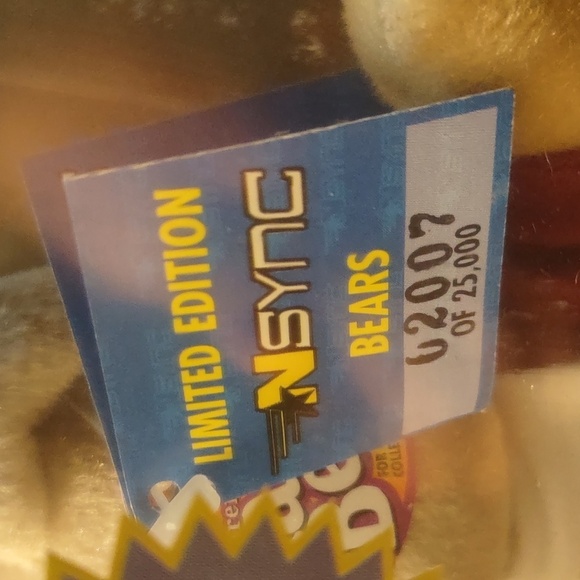 LIMITED EDITION
NSYNC
BEARS
02007
OF 25,000